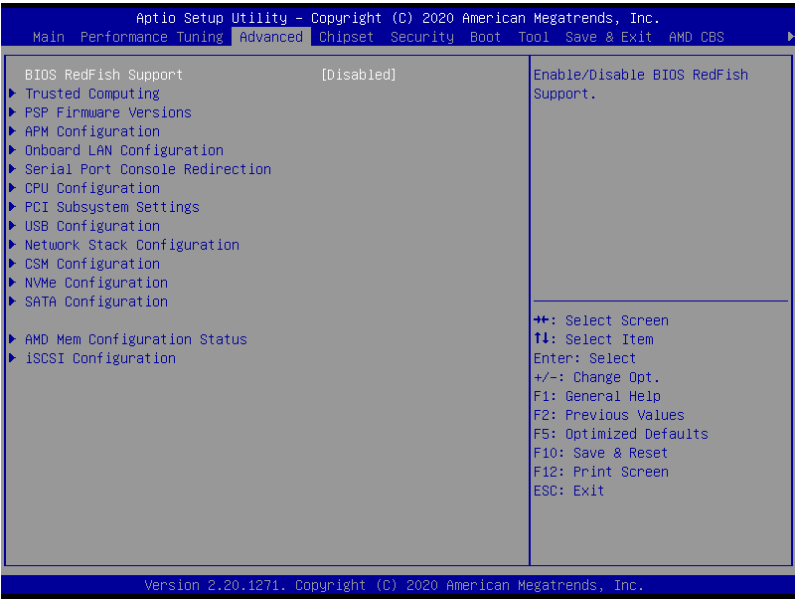 Aptio Setup Utility – Copyright (C) 2020 American Megatrends, Inc.
Main Performance Tuning Advanced Chipset Security Boot Tool Save & Exit AMD CBS
BIOS RedFish Support [Disabled]
Trusted Computing
PSP Firmware Versions
APM Configuration
Onboard LAN Configuration
Serial Port Console Redirection
CPU Configuration
PCI Subsystem Settings
USB Configuration
Network Stack Configuration
CSM Configuration
NVMe Configuration
SATA Configuration
AMD Mem Configuration Status
iSCSI Configuration
Enable/Disable BIOS RedFish
Support.
→←: Select Screen
↑↓: Select Item
Enter: Select
+/-: Change Opt.
F1: General Help
F2: Previous Values
F5: Optimized Defaults
F10: Save & Reset
F12: Print Screen
ESC: Exit
Version 2.20.1271. Copyright (C) 2020 American Megatrends, Inc.